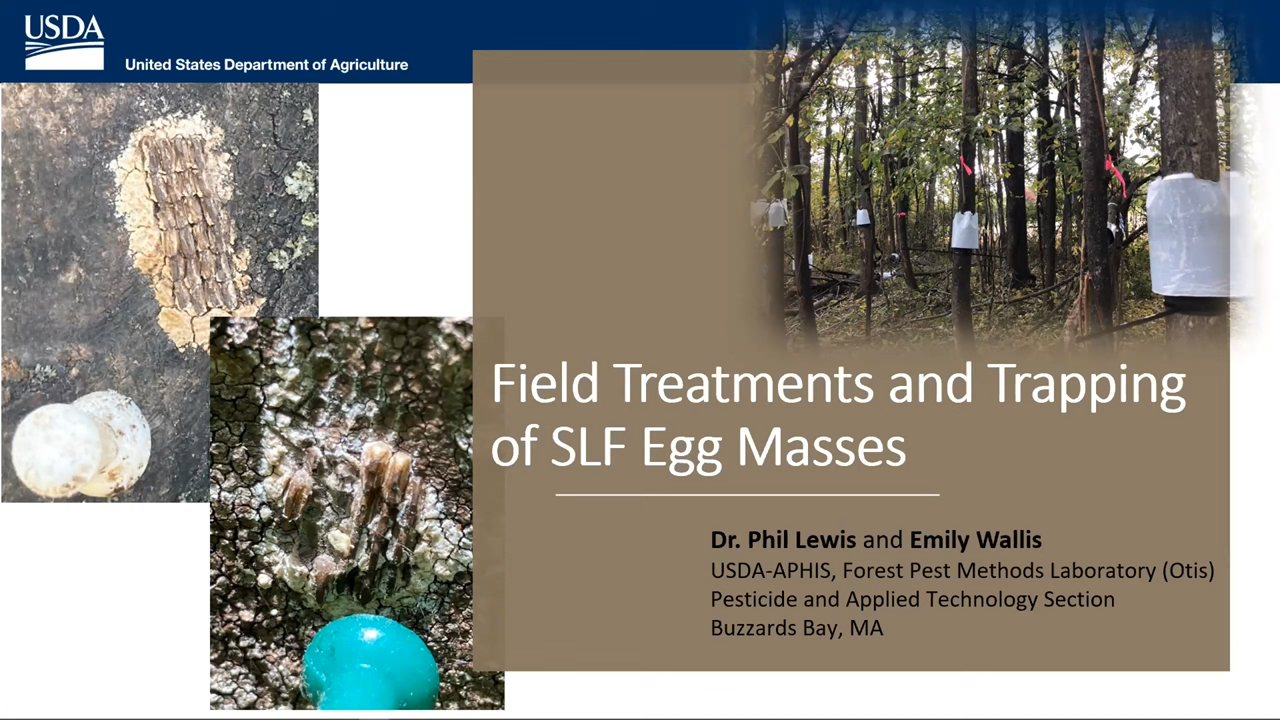 USDA
United States Department of Agriculture
Field Treatments and Trapping
of SLF Egg Masses
Dr. Phil Lewis and Emily Wallis
USDA-APHIS, Forest Pest Methods Laboratory (Otis)
Pesticide and Applied Technology Section
Buzzards Bay, MA